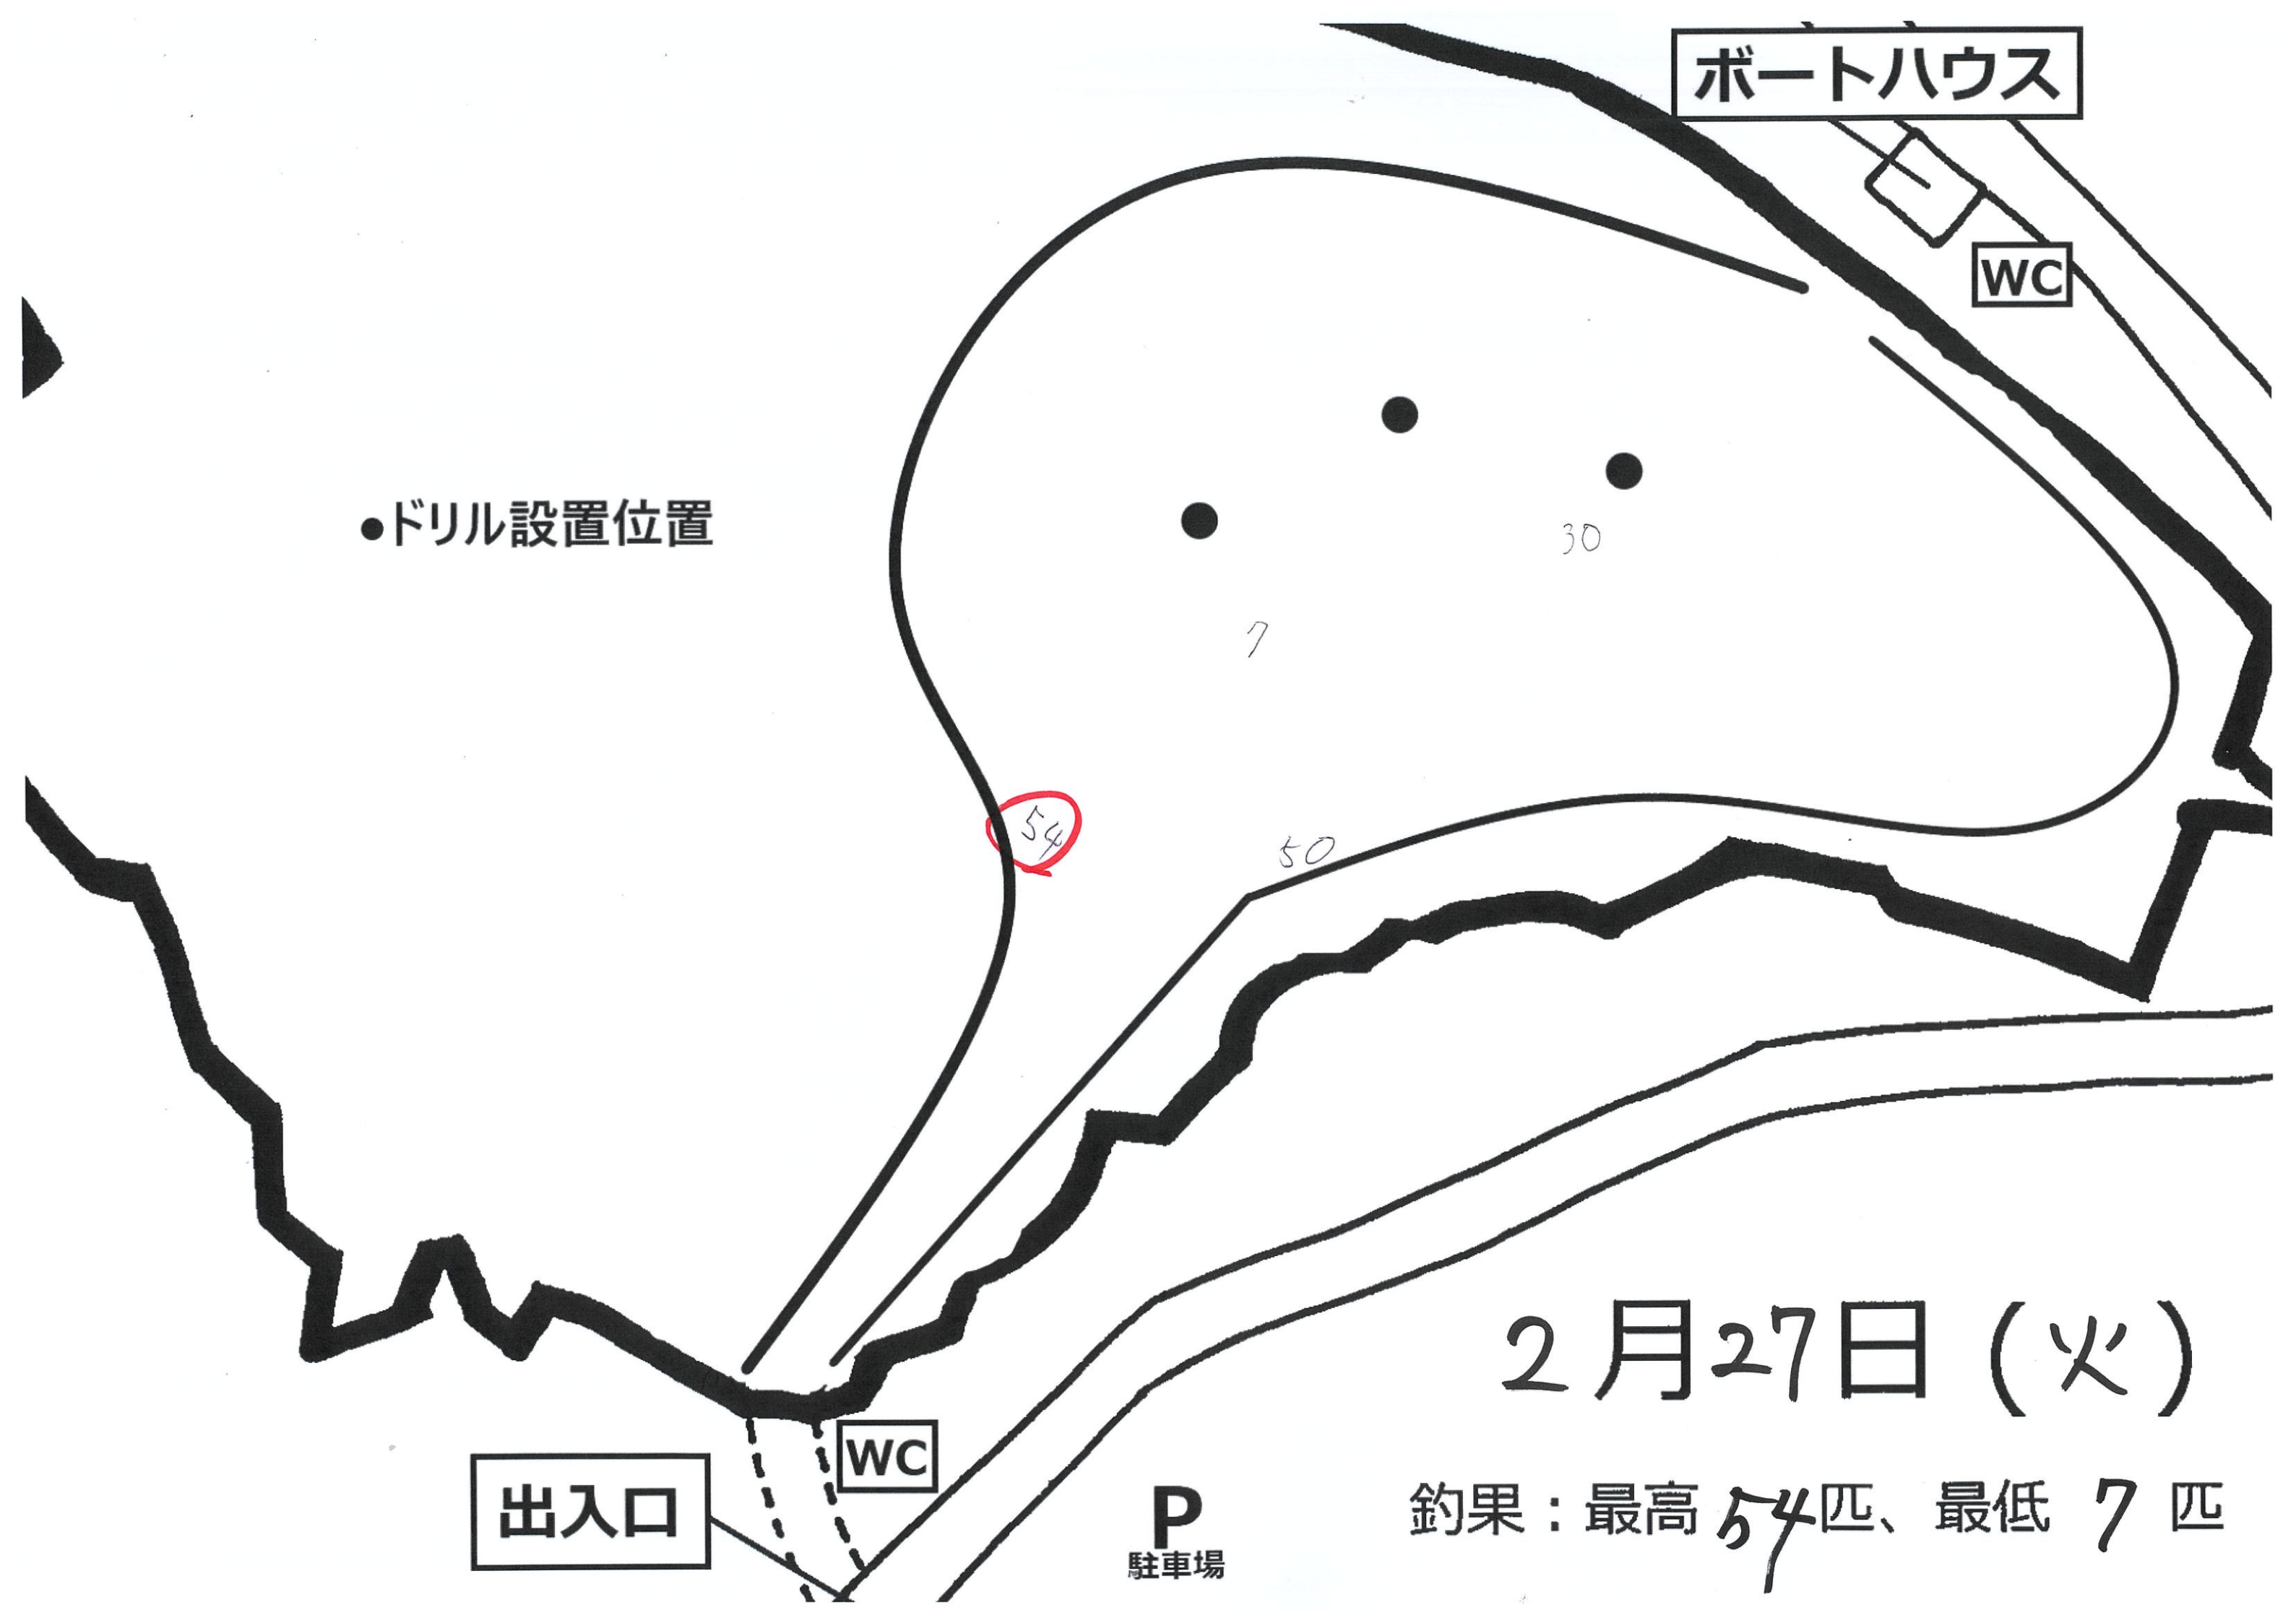 ボートハウス
WC
●ドリル設置位置
30
7
54
50
2月27日(火)
WC
出入口
P
駐車場
釣果:最高 54匹、最低 7 匹